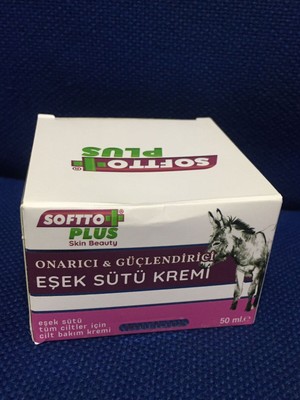 SOFTTO
PLUS
SOFTTO
PLUS
Skin Beauty
ONARICI & GÜÇLENDİRİCİ
EŞEK SÜTÜ KREMİ
eşek sütü
tüm ciltler için
cilt bakım kremi
50 ml e